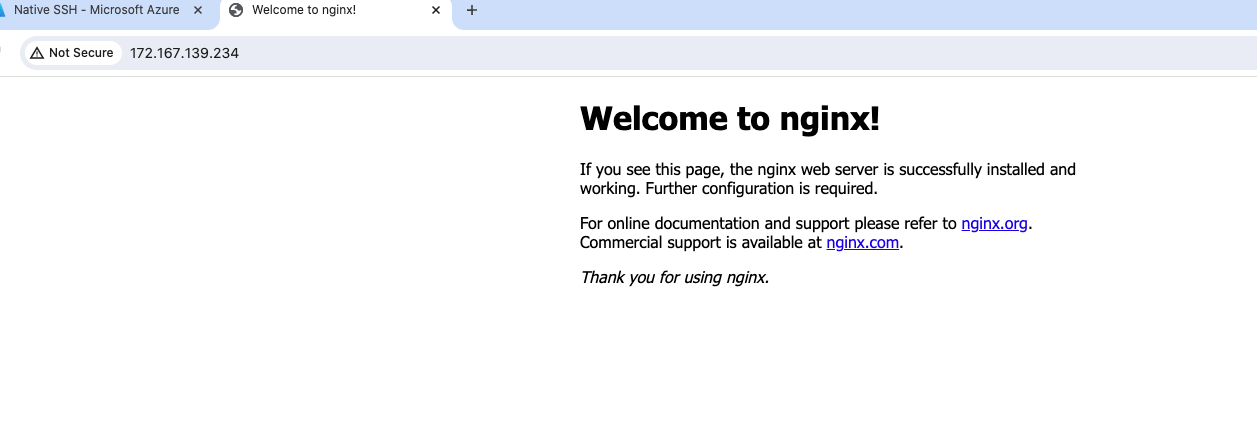 Native SSH - Microsoft Azure
Welcome to nginx!
Not Secure
172.167.139.234
Welcome to nginx!
If you see this page, the nginx web server is successfully installed and
working. Further configuration is required.
For online documentation and support please refer to nginx.org.
Commercial support is available at nginx.com.
Thank you for using nginx.